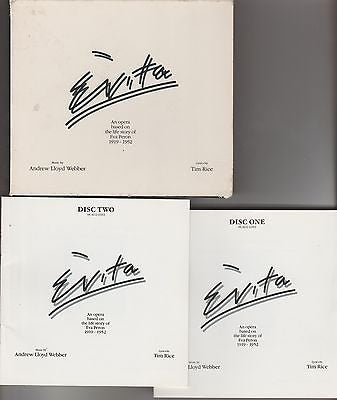 Evita
An opera
based on
the life story of
Eva Peron
1919 - 1952
Music by
Andrew Lloyd Webber
Lyrics by
Tim Rice
DISC TWO
Evita
An opera
based on
the life story of
Eva Peron
1919 - 1952
Music by
Andrew Lloyd Webber
Lyrics by
Tim Rice
DISC ONE
Evita
An opera
based on
the life story of
Eva Peron
1919 - 1952
Music by
Andrew Lloyd Webber
Lyrics by
Tim Rice